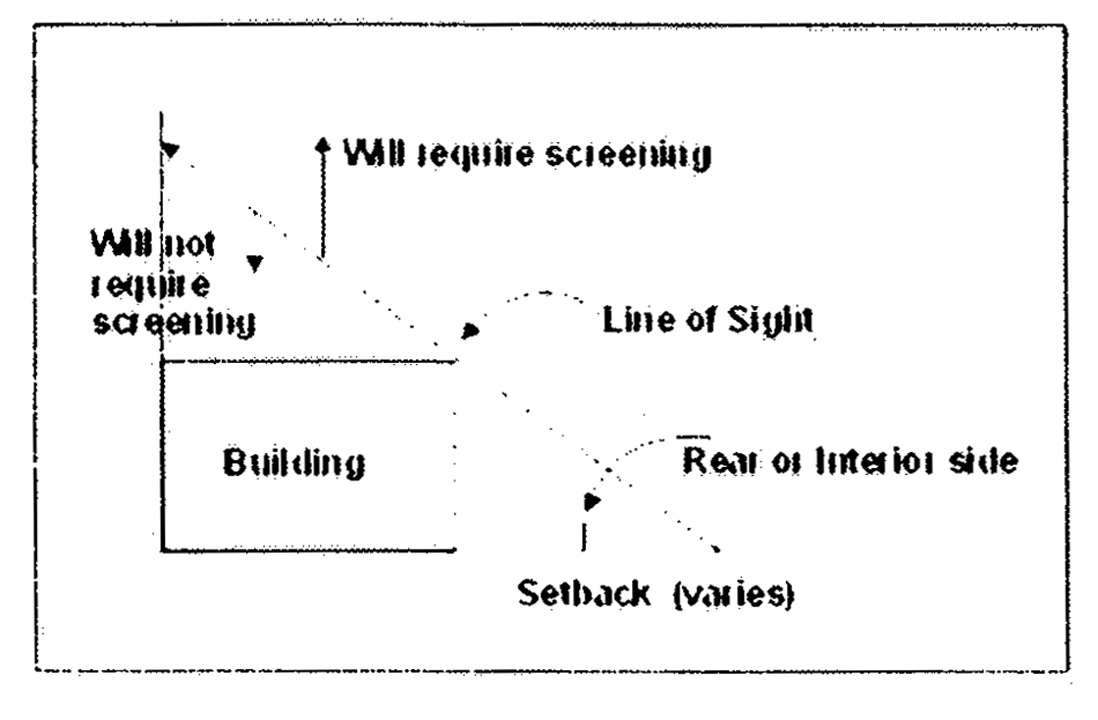 Will require screening
Will not
require
screening
Line of Sight
Building
Rear or Interior side
Setback (varies)